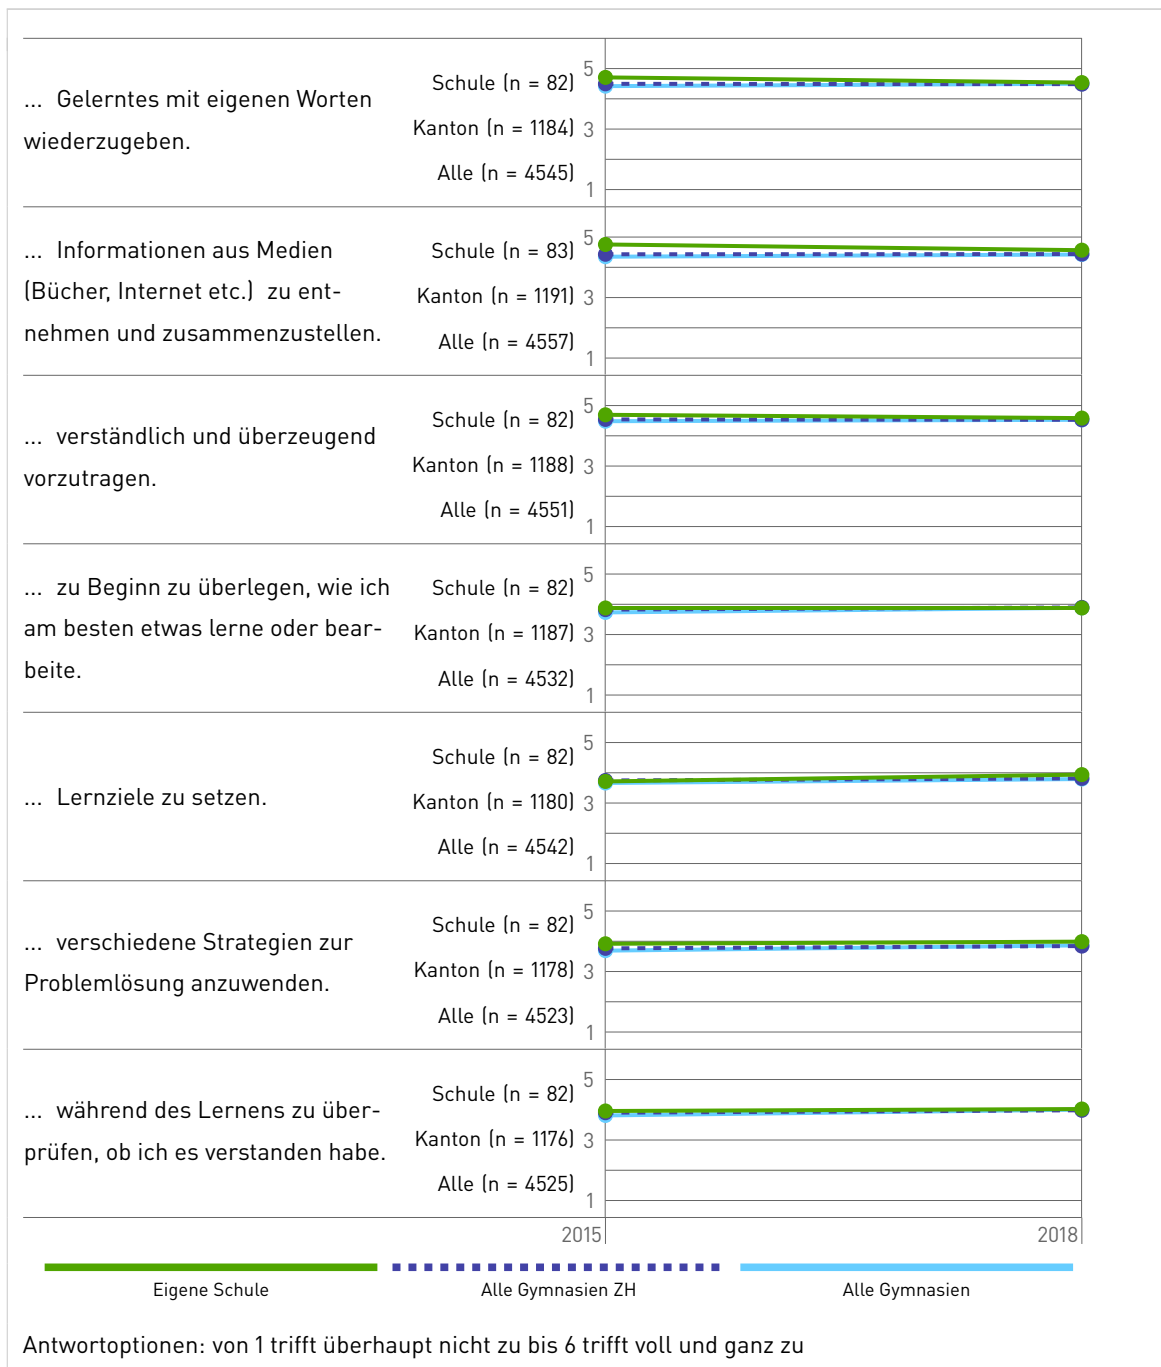 ... Gelerntes mit eigenen Worten
wiederzugeben.
Schule (n = 82)
Kanton (n = 1184)
Alle (n = 4545)
5
3
1
... Informationen aus Medien
(Bücher, Internet etc.) zu ent-
nehmen und zusammenzustellen.
Schule (n = 83)
Kanton (n = 1191)
Alle (n = 4557)
5
3
1
... verständlich und überzeugend
vorzutragen.
Schule (n = 82)
Kanton (n = 1188)
Alle (n = 4551)
5
3
1
... zu Beginn zu überlegen, wie ich
am besten etwas lerne oder bear-
beite.
Schule (n = 82)
Kanton (n = 1187)
Alle (n = 4532)
5
3
1
... Lernziele zu setzen.
Schule (n = 82)
Kanton (n = 1180)
Alle (n = 4542)
5
3
1
... verschiedene Strategien zur
Problemlösung anzuwenden.
Schule (n = 82)
Kanton (n = 1178)
Alle (n = 4523)
5
3
1
... während des Lernens zu über-
prüfen, ob ich es verstanden habe.
Schule (n = 82)
Kanton (n = 1176)
Alle (n = 4525)
5
3
1
2015 2018
Eigene Schule Alle Gymnasien ZH Alle Gymnasien
Antwortoptionen: von 1 trifft überhaupt nicht zu bis 6 trifft voll und ganz zu